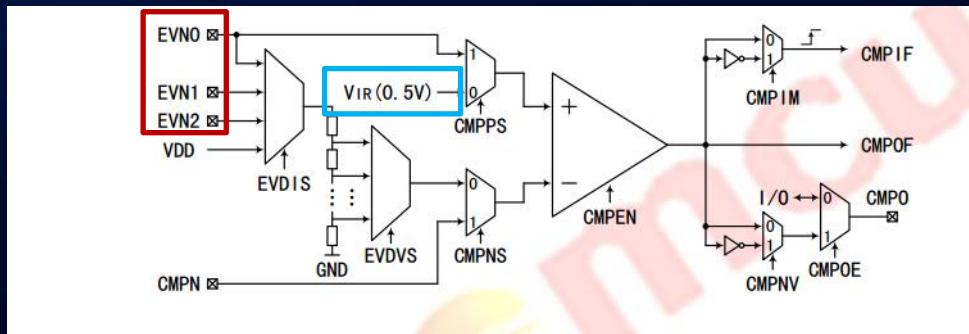 EVN0
EVN1
EVN2
VDD
EVDIS
VIR(0.5V)
1
0
CMPPS
GND
EVDVS
0
1
CMPNS
CMPN
+
−
CMPEN
0
1
CMPIM
CMPIF
CMPOF
I/O
0
1
CMPO
0
1
CMPNV
CMPOE
mcu